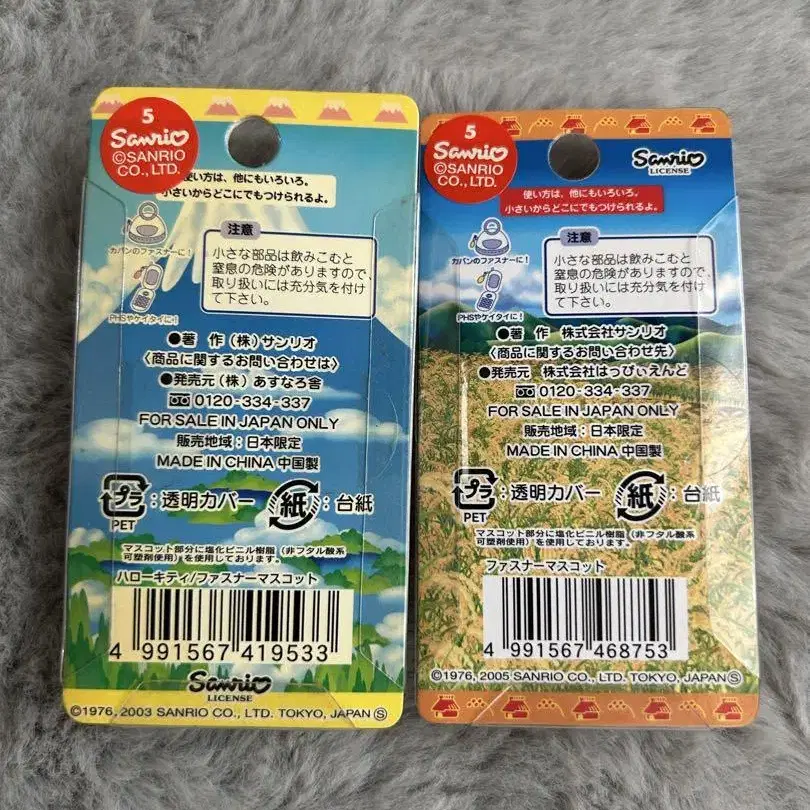 5
Sanrio
©SANRIO
CO., LTD.
使い方は、他にもいろいろ。
小さいからどこにでもつけられるよ。
カバンのファスナーに!
PHSやケイタイに!
注意
小さな部品は飲みこむと
窒息の危険がありますので、
取り扱いには充分気を付け
て下さい。
●著 作(株)サンリオ
〈商品に関するお問い合わせは〉
●発売元(株)あすなろ舎
0120-334-337
FOR SALE IN JAPAN ONLY
販売地域:日本限定
MADE IN CHINA 中国製
プラ:透明カバー 紙:台紙
PET
マスコット部分に塩化ビニル樹脂(非フタル酸系
可塑剤使用)を使用しております。
ハローキティ/ファスナーマスコット
4 991567 419533
Sanrio
LICENSE
©1976, 2003 SANRIO CO., LTD. TOKYO, JAPAN Ⓢ
5
Sanrio
©SANRIO
CO., LTD.
Sanrio
LICENSE
使い方は、他にもいろいろ。
小さいからどこにでもつけられるよ。
カバンのファスナーに!
PHSやケイタイに!
注意
小さな部品は飲みこむと
窒息の危険がありますので、
取り扱いには充分気を付け
て下さい。
●著 作 株式会社サンリオ
〈商品に関するお問い合わせ先〉
●発売元 株式会社はっぴぃえんど
0120-334-337
FOR SALE IN JAPAN ONLY
販売地域:日本限定
MADE IN CHINA 中国製
プラ:透明カバー 紙:台紙
PET
マスコット部分に塩化ビニル樹脂(非フタル酸系
可塑剤使用)を使用しております。
ファスナーマスコット
4 991567 468753
©1976, 2005 SANRIO CO., LTD. TOKYO, JAPAN Ⓢ